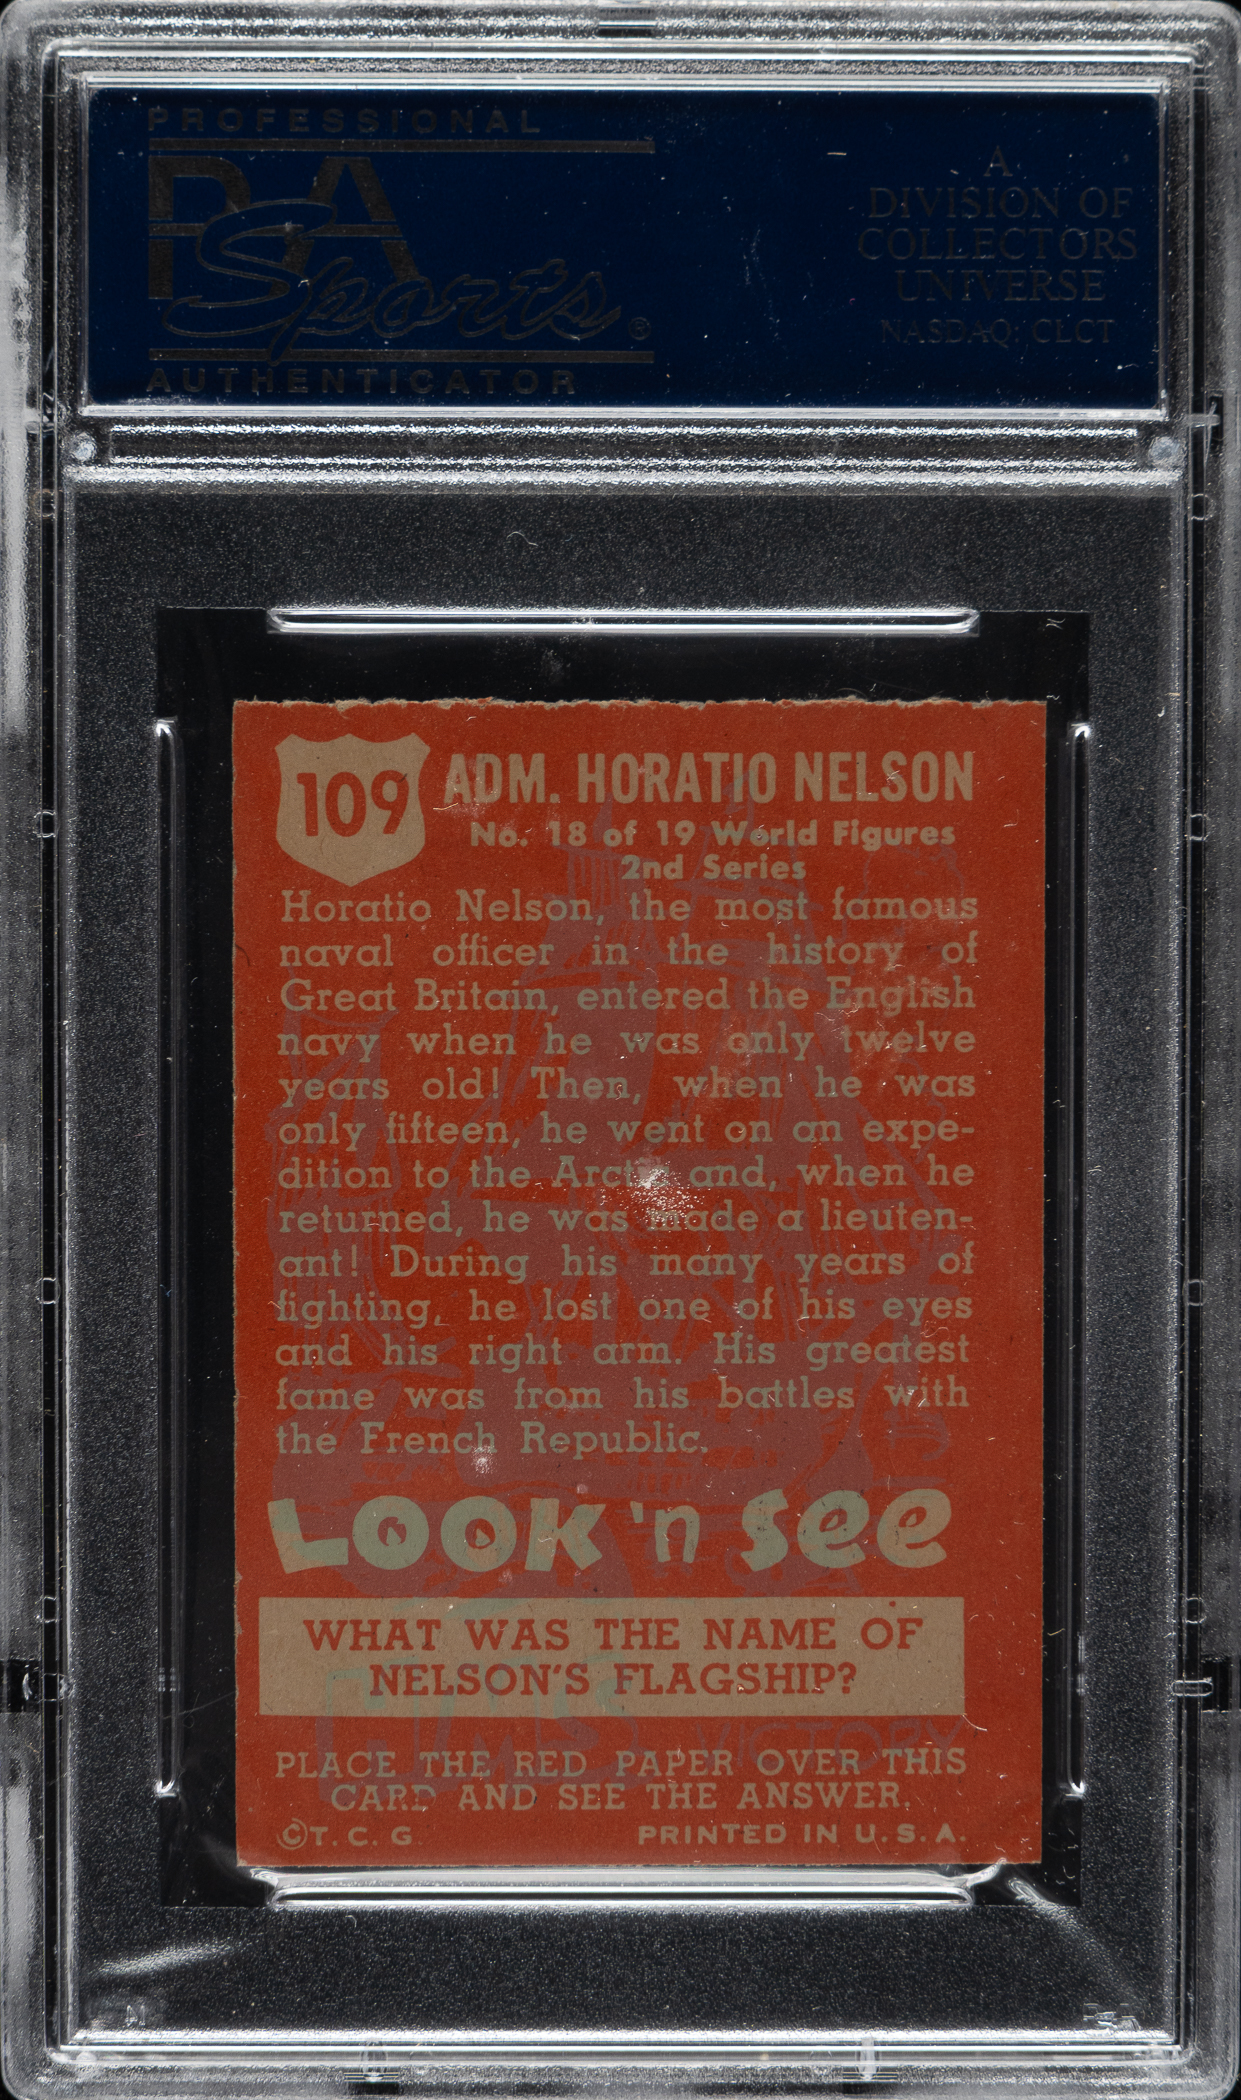 PROFESSIONAL
PSA
Sports ®
AUTHENTICATOR
A
DIVISION OF
COLLECTORS
UNIVERSE
NASDAQ: CLCT
109
ADM. HORATIO NELSON
No. 18 of 19 World Figures
2nd Series
Horatio Nelson, the most famous
naval officer in the history of
Great Britain, entered the English
navy when he was only twelve
years old! Then, when he was
only fifteen, he went on an expe-
dition to the Arctic and, when he
returned, he was made a lieuten-
ant! During his many years of
fighting, he lost one of his eyes
and his right arm. His greatest
fame was from his battles with
the French Republic.
LOOK 'n SEE
WHAT WAS THE NAME OF
NELSON'S FLAGSHIP?
HMS VICTORY
PLACE THE RED PAPER OVER THIS
CARD AND SEE THE ANSWER.
©T. C. G.
PRINTED IN U. S. A.